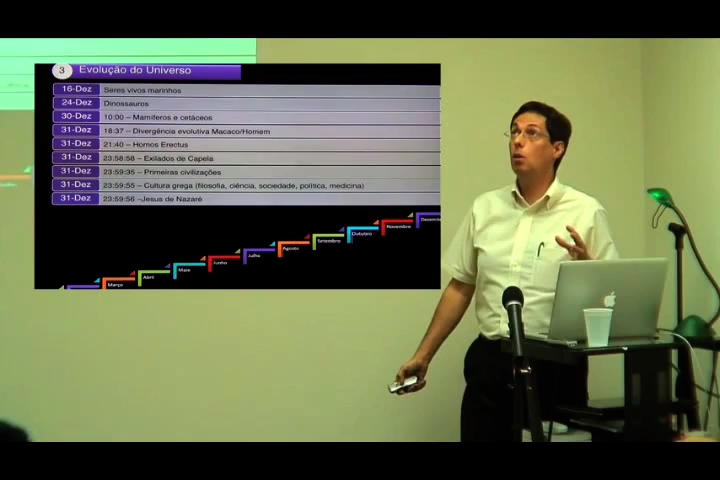 3 Evolução do Universo
16-Dez Seres vivos marinhos
24-Dez Dinossauros
30-Dez 10:00 – Mamíferos e cetáceos
31-Dez 18:37 – Divergência evolutiva Macaco/Homem
31-Dez 21:40 – Homos Erectus
31-Dez 23:58:58 – Exilados de Capela
31-Dez 23:59:35 – Primeiras civilizações
31-Dez 23:59:55 – Cultura grega (filosofia, ciência, sociedade, política, medicina)
31-Dez 23:59:56 –Jesus de Nazaré
Março
Abril
Maio
Junho
Julho
Agosto
Setembro
Outubro
Novembro